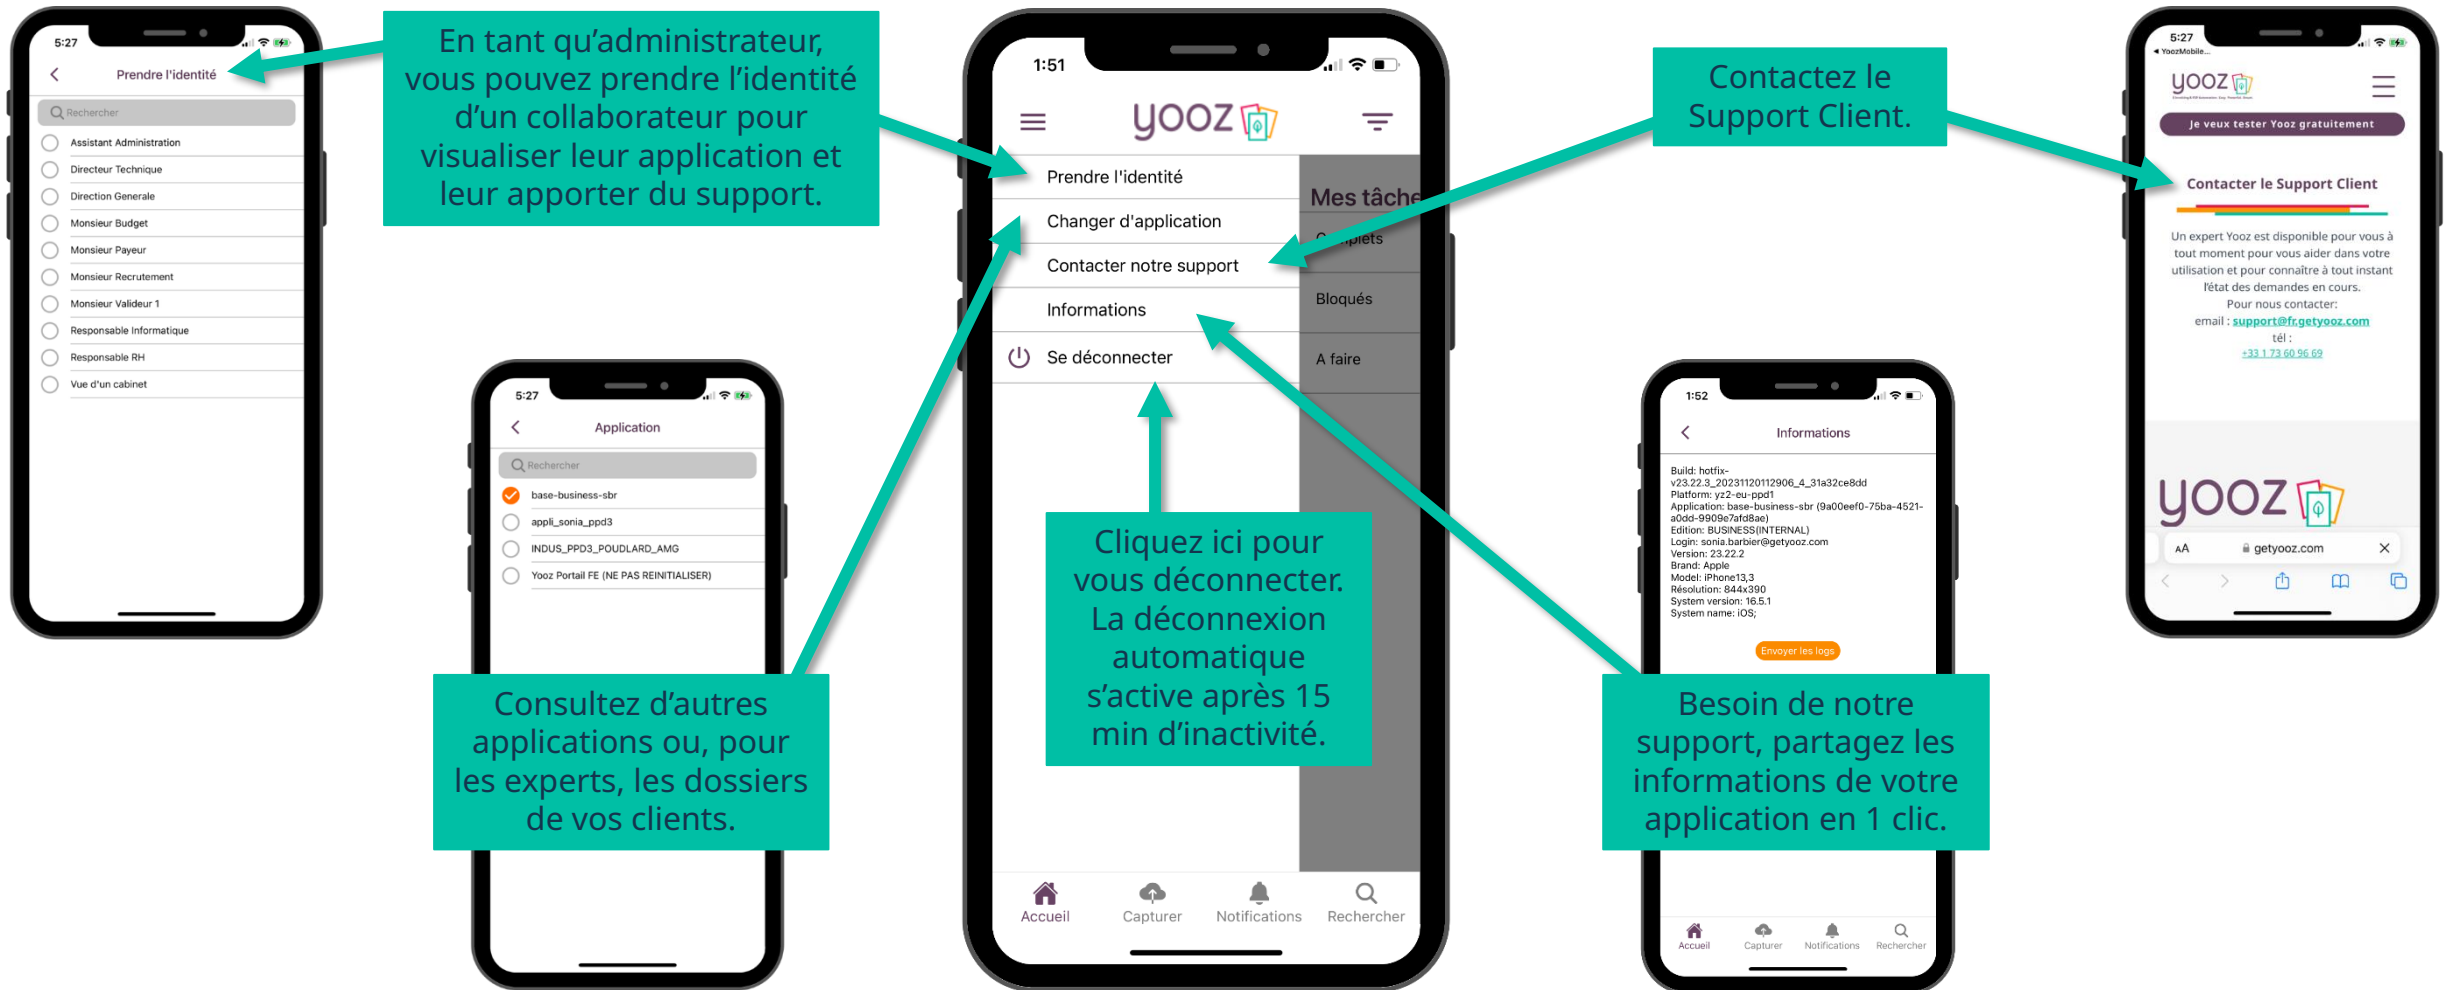 5:27
Prendre l'identité
Rechercher
Assistant Administration
Directeur Technique
Direction Generale
Monsieur Budget
Monsieur Payeur
Monsieur Recrutement
Monsieur Valideur 1
Responsable Informatique
Responsable RH
Vue d'un cabinet
En tant qu’administrateur,
vous pouvez prendre l’identité
d’un collaborateur pour
visualiser leur application et
leur apporter du support.
5:27
Application
Rechercher
base-business-sbr
appli_sonia_ppd3
INDUS_PPD3_POUDLARD_AMG
Yooz Portail FE (NE PAS REINITIALISER)
Consultez d’autres
applications ou, pour
les experts, les dossiers
de vos clients.
1:51
yooz
Prendre l'identité
Changer d'application
Contacter notre support
Informations
Se déconnecter
Mes tâche
Complets
Bloqués
A faire
Cliquez ici pour
vous déconnecter.
La déconnexion
automatique
s’active après 15
min d’inactivité.
Accueil
Capturer
Notifications
Rechercher
Contactez le
Support Client.
1:52
Informations
Build: hotfix-
v23.22.3_20231120112906_4_31a32ce8dd
Platform: yz2-eu-ppd1
Application: base-business-sbr (9a00eef0-75ba-4521-
a0dd-9909e7afd8ae)
Edition: BUSINESS(INTERNAL)
Login: sonia.barbier@getyooz.com
Version: 23.22.2
Brand: Apple
Model: iPhone13,3
Résolution: 844x390
System version: 16.5.1
System name: iOS;
Envoyer les logs
Besoin de notre
support, partagez les
informations de votre
application en 1 clic.
Accueil
Capturer
Notifications
Rechercher
5:27
YoozMobile...
yooz
Je veux tester Yooz gratuitement
Contacter le Support Client
Un expert Yooz est disponible pour vous à
tout moment pour vous aider dans votre
utilisation et pour connaître à tout instant
l’état des demandes en cours.
Pour nous contacter:
email : support@fr.getyooz.com
tél :
+33 1 73 60 96 69
yooz
AA
getyooz.com